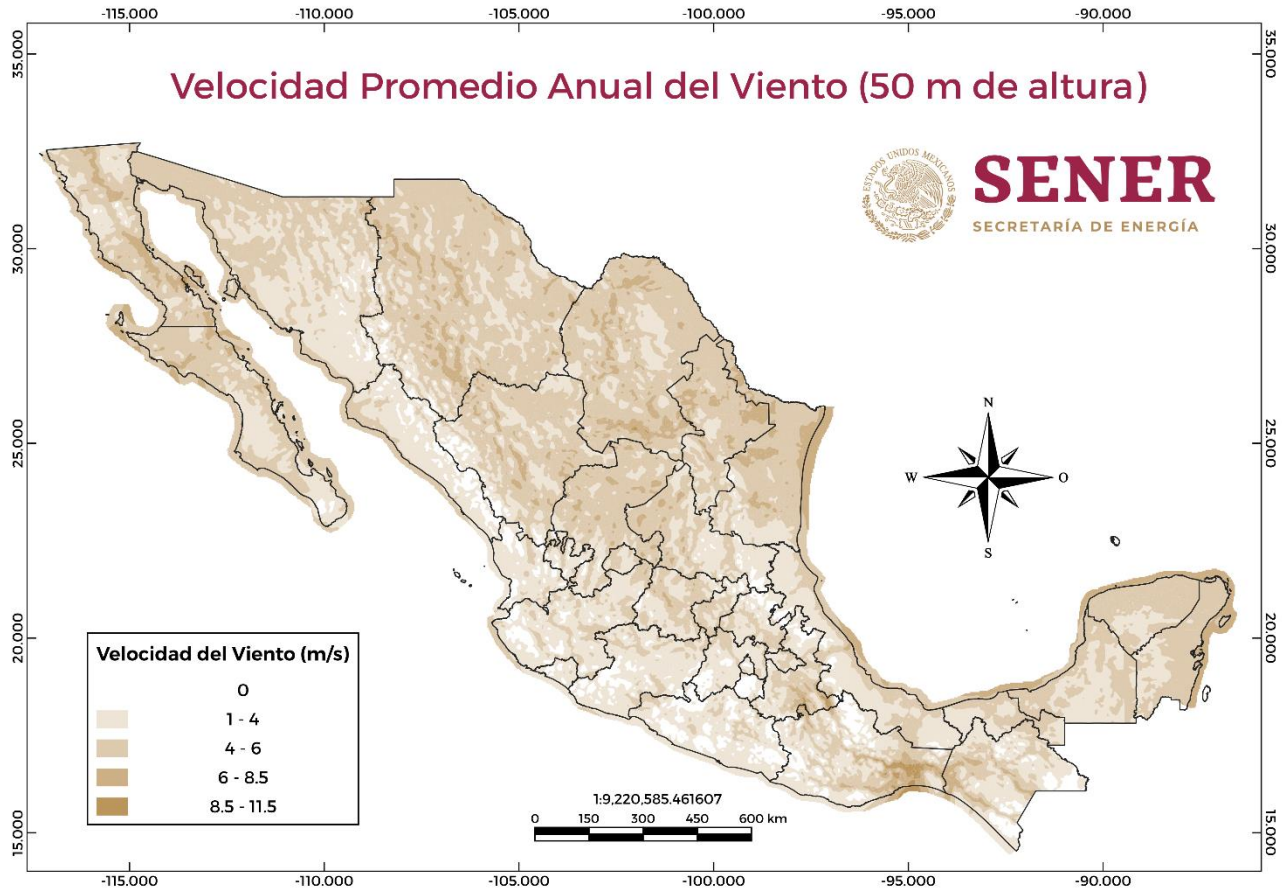 -115.000 -110.000 -105.000 -100.000 -95.000 -90.000
35.000 35.000
Velocidad Promedio Anual del Viento (50 m de altura)
ESTADOS UNIDOS MEXICANOS
SENER
SECRETARÍA DE ENERGÍA
30.000 30.000
N
25.000 25.000
W O
S
20.000 20.000
Velocidad del Viento (m/s)
0
1 - 4
4 - 6
6 - 8.5
8.5 - 11.5
1:9,220,585.461607
0 150 300 450 600 km
15.000 15.000
-115.000 -110.000 -105.000 -100.000 -95.000 -90.000